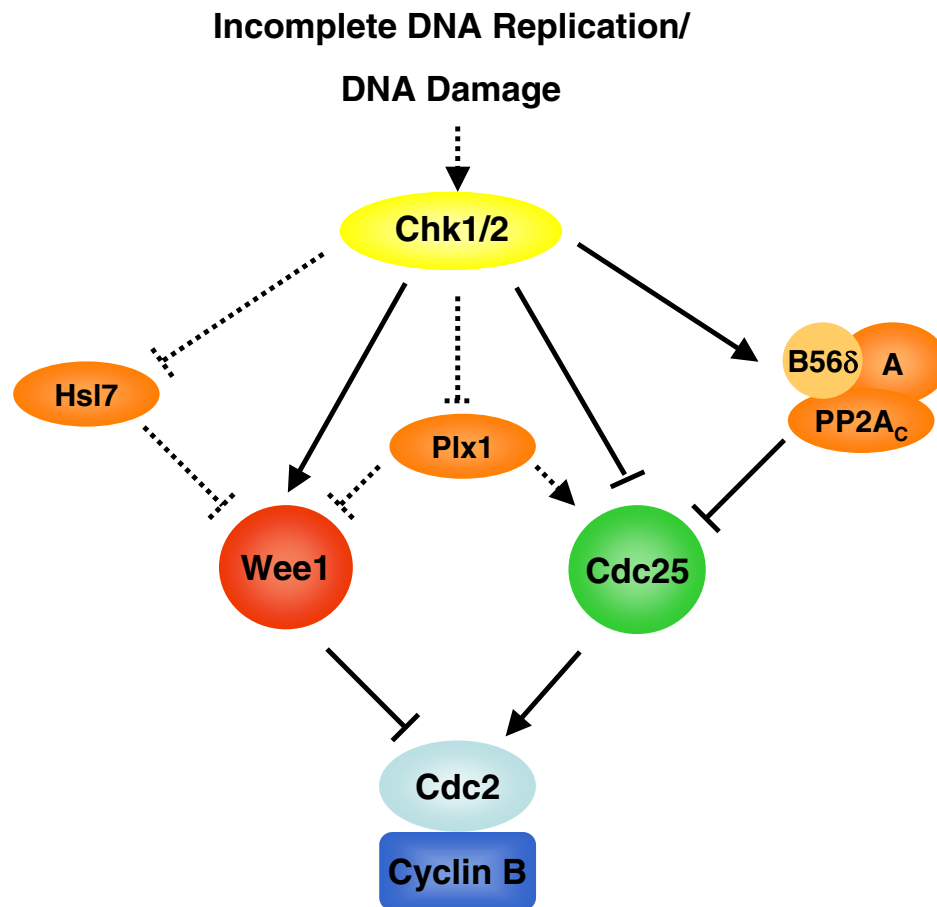 Incomplete DNA Replication/
DNA Damage
Chk1/2
B56δ
A
Hsl7
PP2AC
Plx1
Wee1
Cdc25
Cdc2
Cyclin B